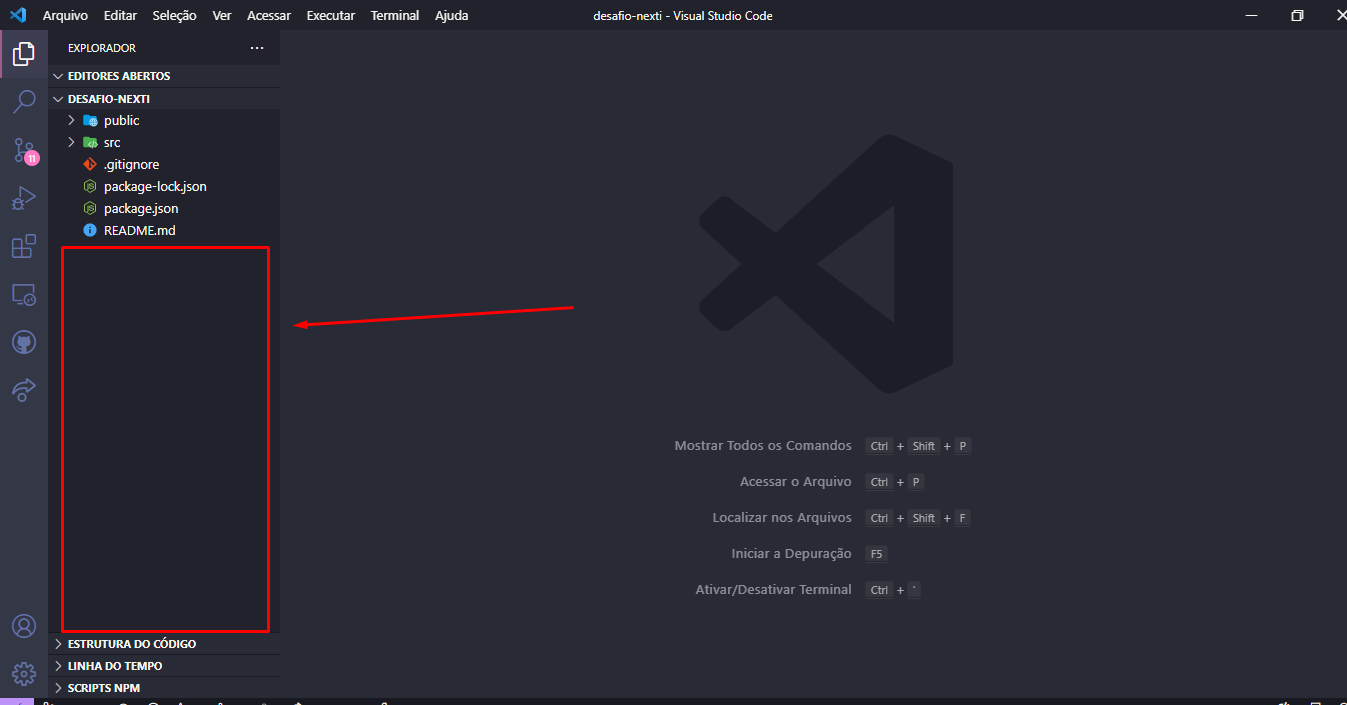 Arquivo Editar Seleção Ver Acessar Executar Terminal Ajuda desafio-nexti - Visual Studio Code
EXPLORADOR
EDITORES ABERTOS
DESAFIO-NEXTI
public
src
.gitignore
package-lock.json
package.json
README.md
11
Mostrar Todos os Comandos Ctrl + Shift + P
Acessar o Arquivo Ctrl + P
Localizar nos Arquivos Ctrl + Shift + F
Iniciar a Depuração F5
Ativar/Desativar Terminal Ctrl + `
ESTRUTURA DO CÓDIGO
LINHA DO TEMPO
SCRIPTS NPM